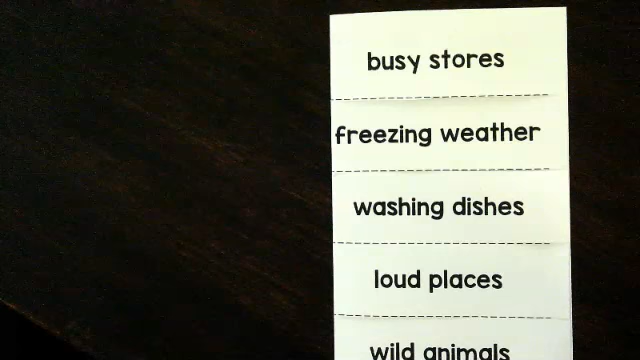 busy stores
freezing weather
washing dishes
loud places
wild animals